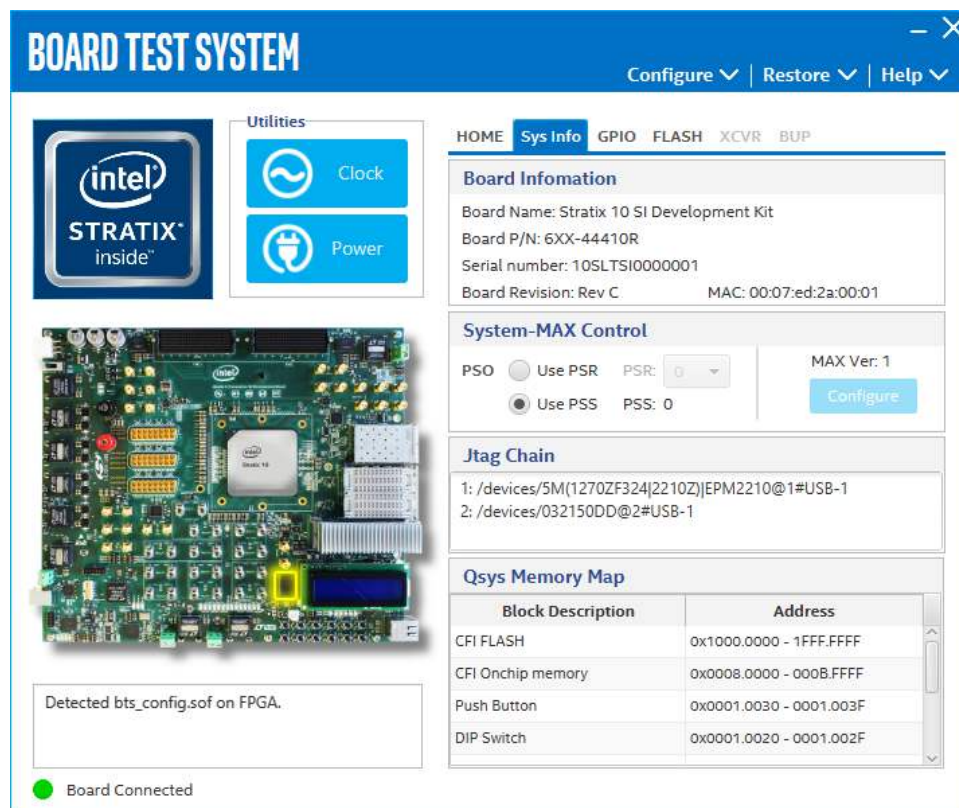 BOARD TEST SYSTEM
Configure | Restore | Help
intel
STRATIX
inside™
Utilities
Clock
Power
HOME Sys Info GPIO FLASH XCVR BUP
Board Infomation
Board Name: Stratix 10 SI Development Kit
Board P/N: 6XX-44410R
Serial number: 10SLTSI0000001
Board Revision: Rev C MAC: 00:07:ed:2a:00:01
System-MAX Control
PSO Use PSR PSR: 0
Use PSS PSS: 0
MAX Ver: 1
Configure
intel
intel
Stratix 10
Jtag Chain
1: /devices/5M(1270ZF324|2210Z)|EPM2210@1#USB-1
2: /devices/032150DD@2#USB-1
Qsys Memory Map
Block Description Address
CFI FLASH 0x1000.0000 - 1FFF.FFFF
CFI Onchip memory 0x0008.0000 - 000B.FFFF
Push Button 0x0001.0030 - 0001.003F
DIP Switch 0x0001.0020 - 0001.002F
Detected bts_config.sof on FPGA.
Board Connected